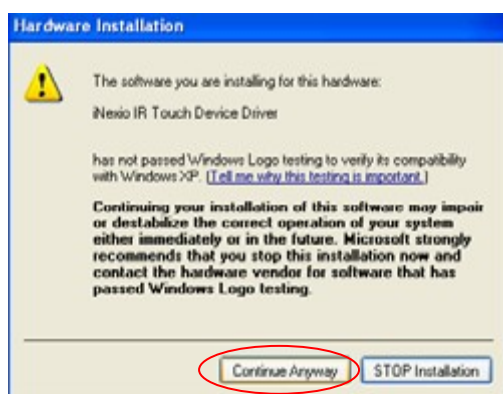 Hardware Installation
The software you are installing for this hardware:
iNexio IR Touch Device Driver
has not passed Windows Logo testing to verify its compatibility
with Windows XP. (Tell me why this testing is important.)
Continuing your installation of this software may impair
or destabilize the correct operation of your system
either immediately or in the future. Microsoft strongly
recommends that you stop this installation now and
contact the hardware vendor for software that has
passed Windows Logo testing.
Continue Anyway
STOP Installation